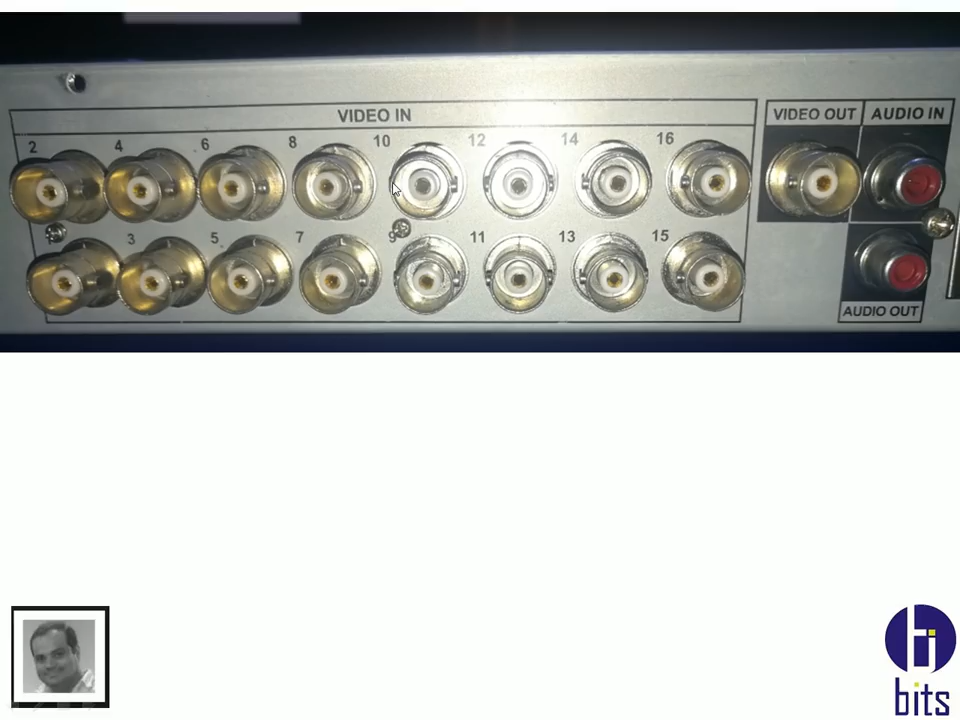 VIDEO IN
VIDEO OUT
AUDIO IN
2 4 6 8 10 12 14 16
3 5 7 9 11 13 15
AUDIO OUT
bits